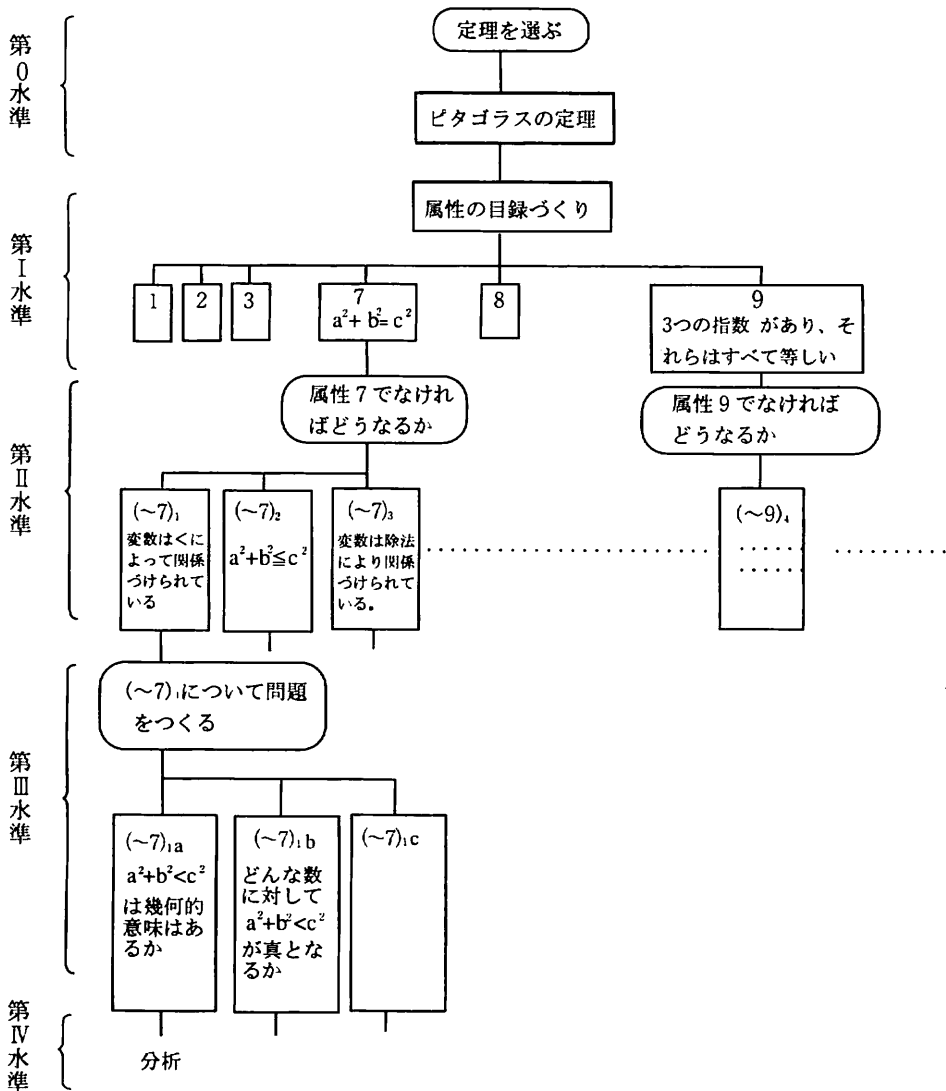 第0水準
定理を選ぶ
ピタゴラスの定理
第Ⅰ水準
属性の目録づくり
1
2
3
7
a²+ b²= c²
8
9
3つの指数 があり、そ
れらはすべて等しい
第Ⅱ水準
属性7でなけれ
ばどうなるか
属性9でなければ
どうなるか
(~7)₁
変数は<に
よって関係
づけられて
いる
(~7)₂
a²+b²≦c²
(~7)₃
変数は除法
により関係
づけられて
いる。
(~9)₄
第Ⅲ水準
(~7)₁について問題
をつくる
(~7)₁a
a²+b²<c²
は幾何的
意味はあ
るか
(~7)₁b
どんな数
に対して
a²+b²<c²
が真とな
るか
(~7)₁c
第Ⅳ水準
分析